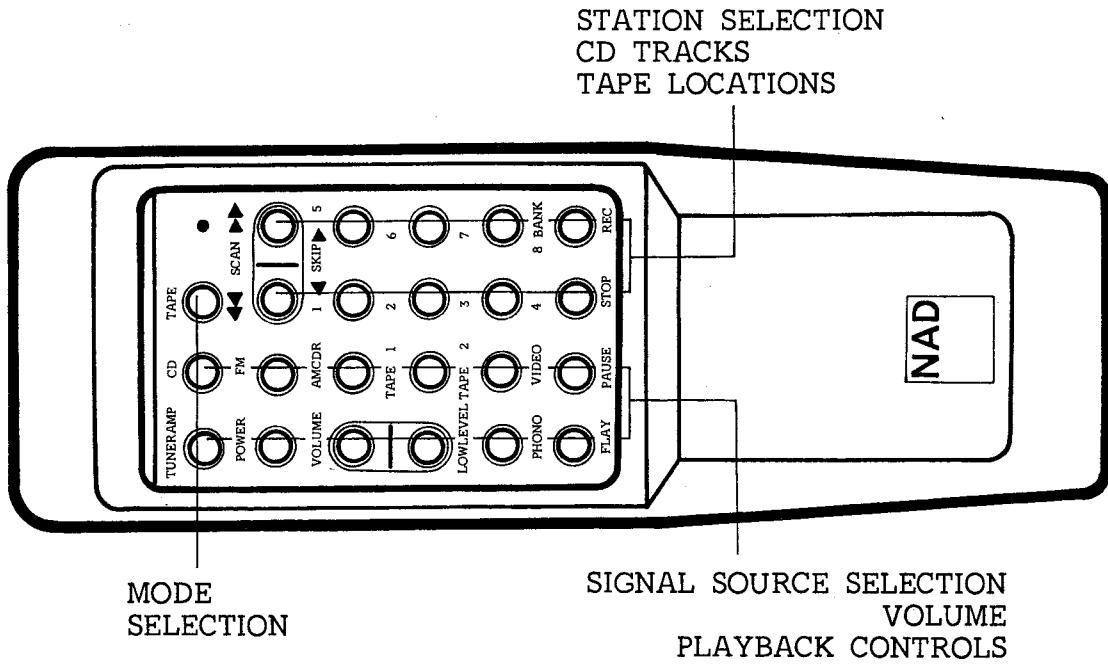 STATION SELECTION
CD TRACKS
TAPE LOCATIONS
TUNERAMP CD TAPE
POWER FM SCAN
VOLUME AMCDR 1 SKIP 5
TAPE 1 2 6
LOWLEVEL TAPE 2 3 7
PHONO VIDEO 4 8 BANK
FLAY PAUSE STOP REC
NAD
MODE
SELECTION
SIGNAL SOURCE SELECTION
VOLUME
PLAYBACK CONTROLS